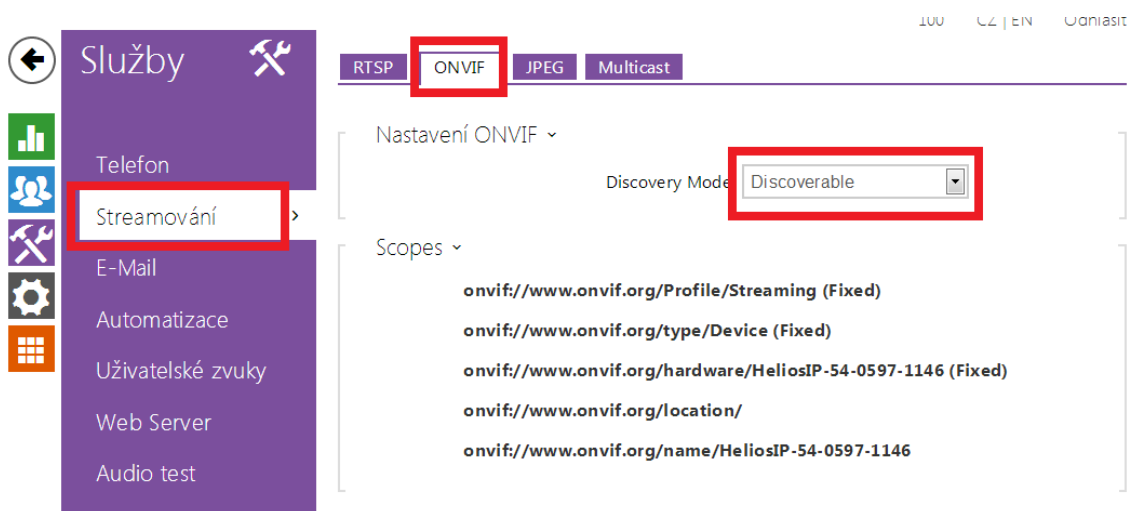 100 CZ | EN Odhlásit
Služby
RTSP ONVIF JPEG Multicast
Nastavení ONVIF
Telefon
Discovery Mode Discoverable
Streamování
Scopes
E-Mail
onvif://www.onvif.org/Profile/Streaming (Fixed)
Automatizace
onvif://www.onvif.org/type/Device (Fixed)
Uživatelské zvuky
onvif://www.onvif.org/hardware/HeliosIP-54-0597-1146 (Fixed)
Web Server
onvif://www.onvif.org/location/
Audio test
onvif://www.onvif.org/name/HeliosIP-54-0597-1146